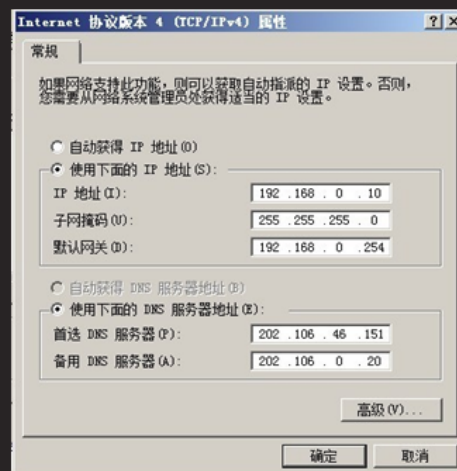 Internet 协议版本 4 (TCP/IPv4) 属性
常规
如果网络支持此功能，则可以获取自动指派的 IP 设置。否则，
您需要从网络系统管理员处获得适当的 IP 设置。
自动获得 IP 地址(O)
使用下面的 IP 地址(S):
IP 地址(I): 192 .168 . 0 . 10
子网掩码(U): 255 .255 .255 . 0
默认网关(D): 192 .168 . 0 .254
自动获得 DNS 服务器地址(B)
使用下面的 DNS 服务器地址(E):
首选 DNS 服务器(P): 202 .106 . 46 .151
备用 DNS 服务器(A): 202 .106 . 0 . 20
高级(V)...
确定 取消